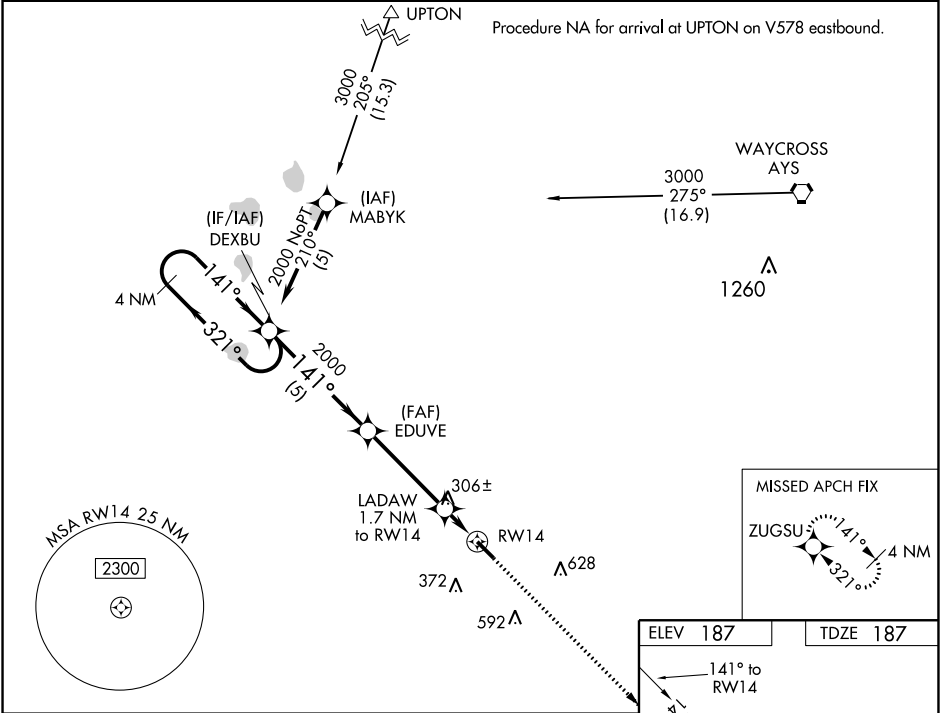 UPTON
Procedure NA for arrival at UPTON on V578 eastbound.
3000
205°
(15.3)
WAYCROSS
AYS
3000
275°
(16.9)
(IAF)
MABYK
(IF/IAF)
DEXBU
2000 NoPT
210°
(5)
1260
4 NM
141°
321°
2000
141°
(5)
(FAF)
EDUVE
306±
LADAW
1.7 NM
to RW14
RW14
628
372
592
MSA RW14 25 NM
2300
MISSED APCH FIX
ZUGSU
141°
4 NM
321°
ELEV 187
TDZE 187
141° to
RW14
14